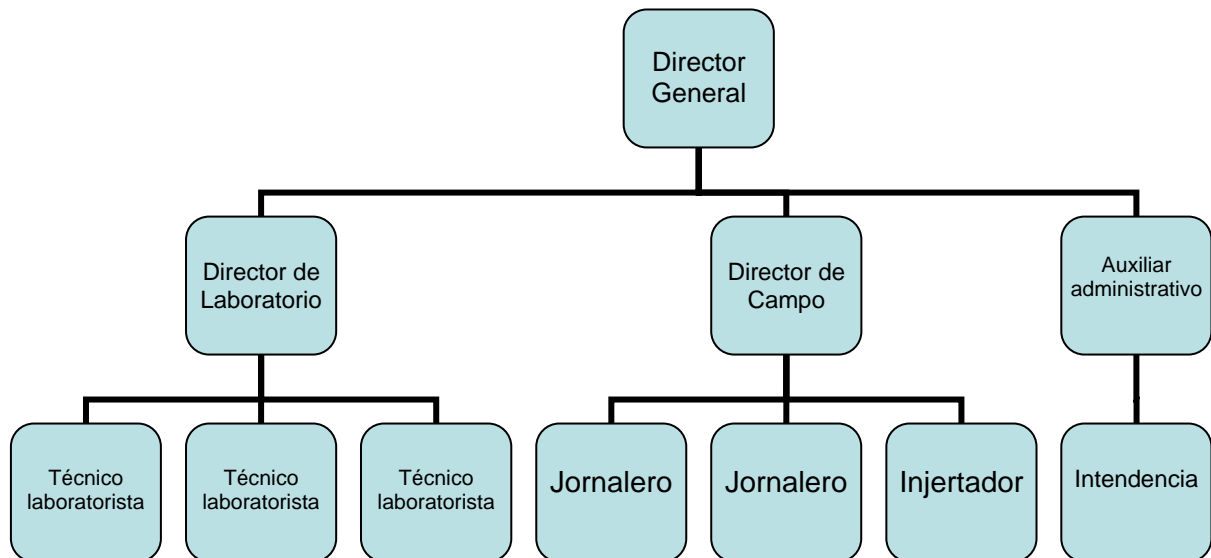 Director
General
Director de
Laboratorio
Director de
Campo
Auxiliar
administrativo
Técnico
laboratorista
Técnico
laboratorista
Técnico
laboratorista
Jornalero
Jornalero
Injertador
Intendencia